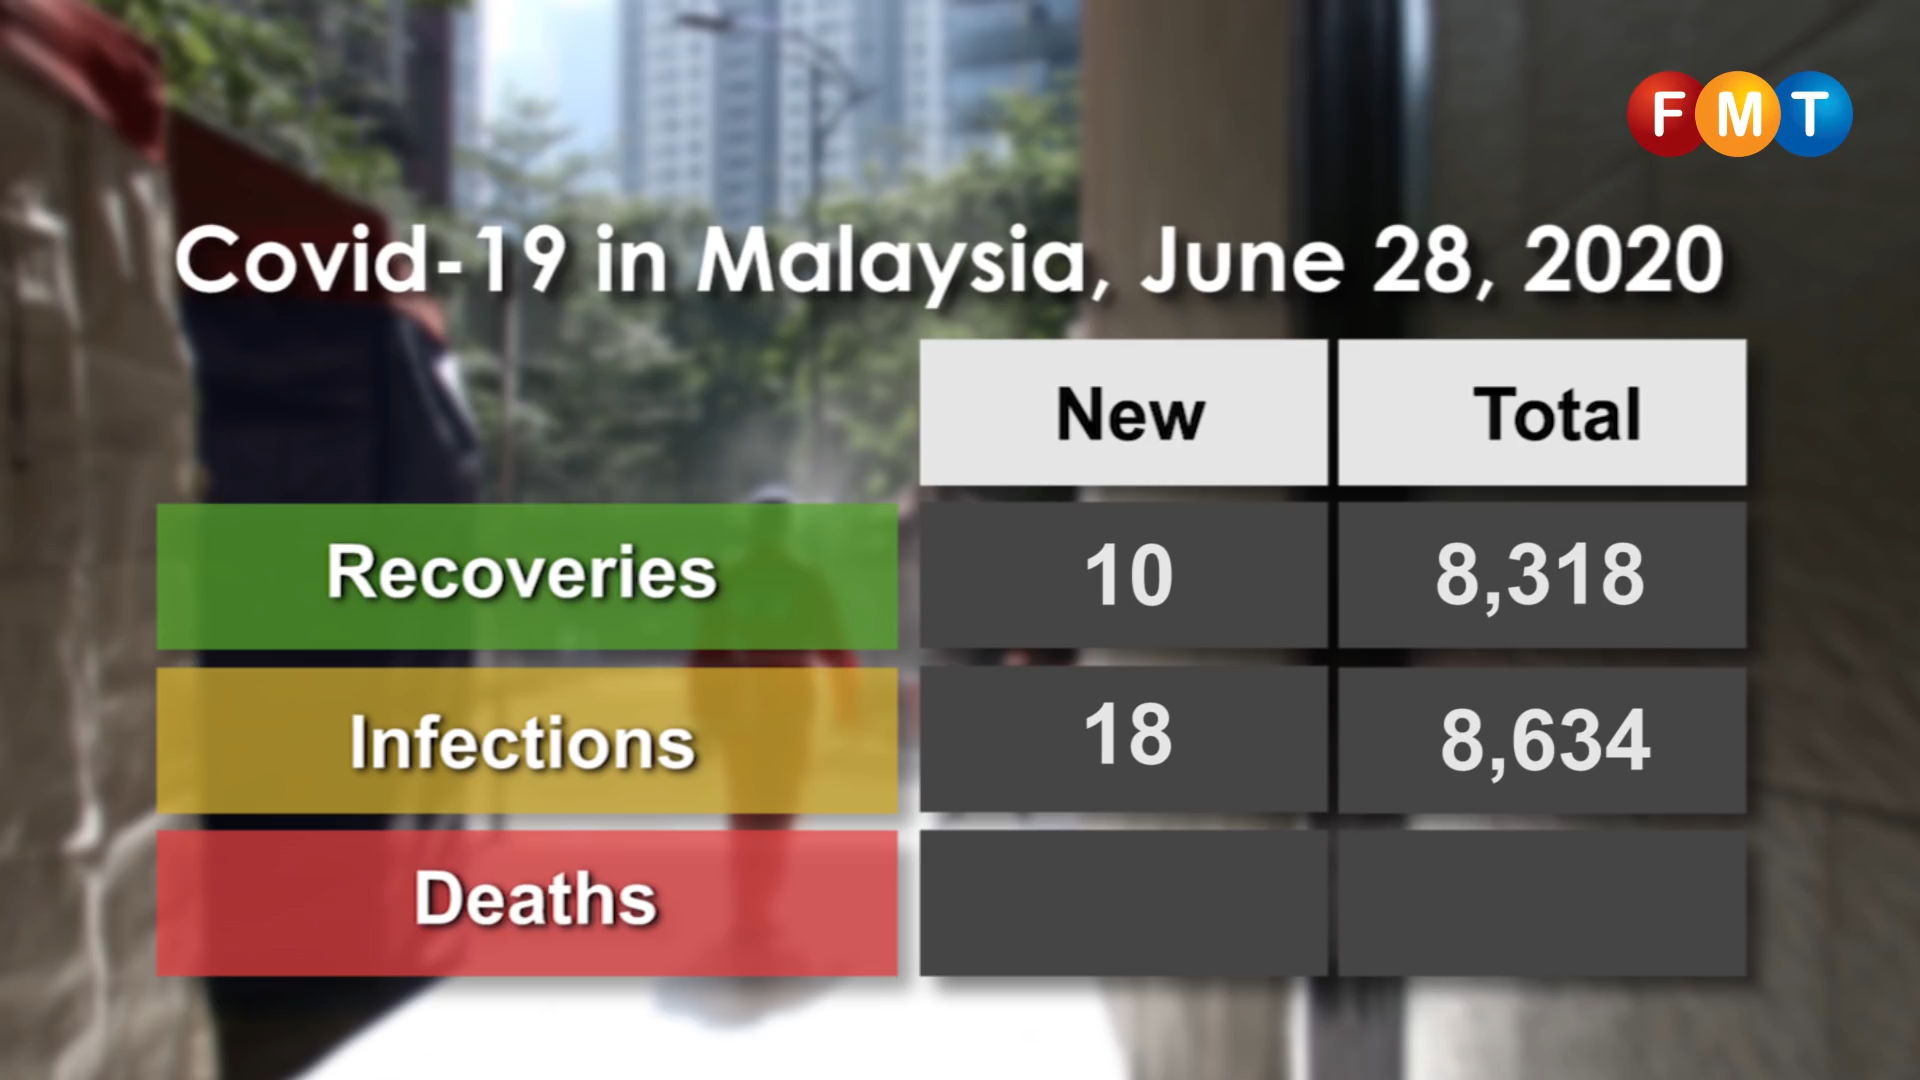 FMT
Covid-19 in Malaysia, June 28, 2020
New Total
Recoveries 10 8,318
Infections 18 8,634
Deaths